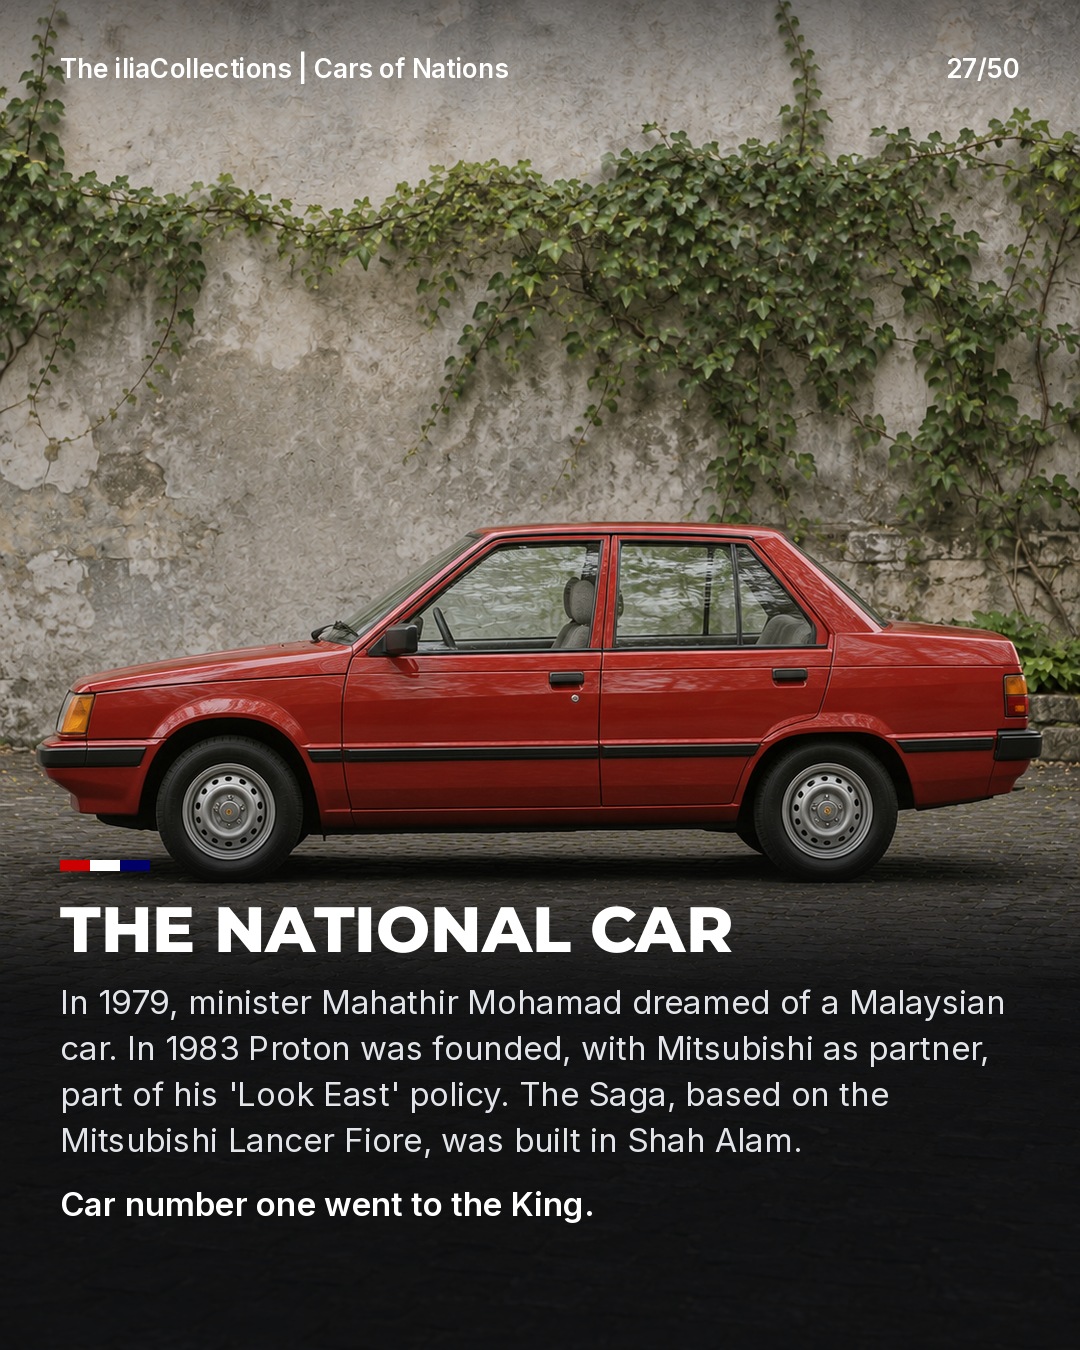 The iliaCollections | Cars of Nations
27/50
THE NATIONAL CAR
In 1979, minister Mahathir Mohamad dreamed of a Malaysian
car. In 1983 Proton was founded, with Mitsubishi as partner,
part of his 'Look East' policy. The Saga, based on the
Mitsubishi Lancer Fiore, was built in Shah Alam.
Car number one went to the King.